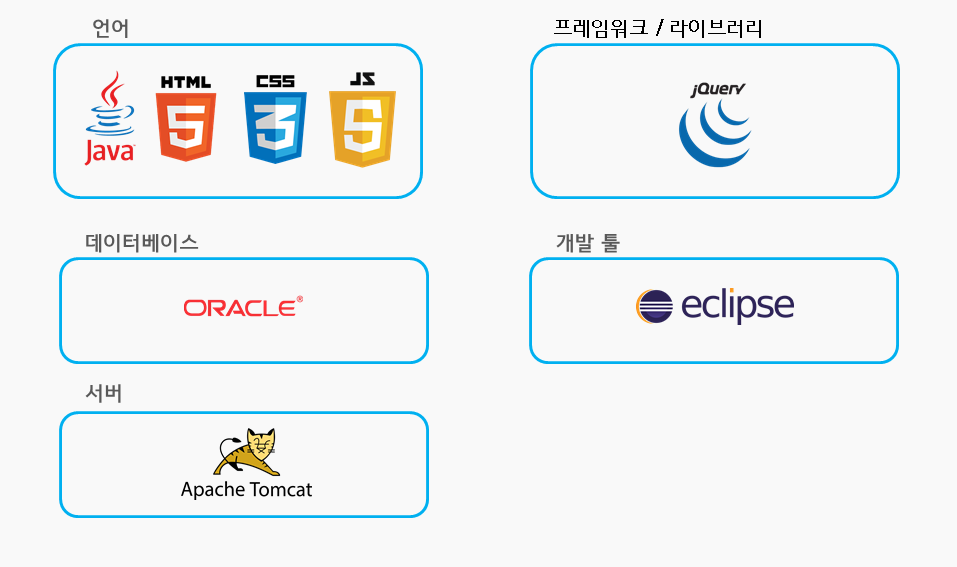 언어
프레임워크 / 라이브러리
Java
HTML
5
CSS
3
JS
5
jQuery
데이터베이스
개발 툴
ORACLE®
eclipse
서버
Apache Tomcat